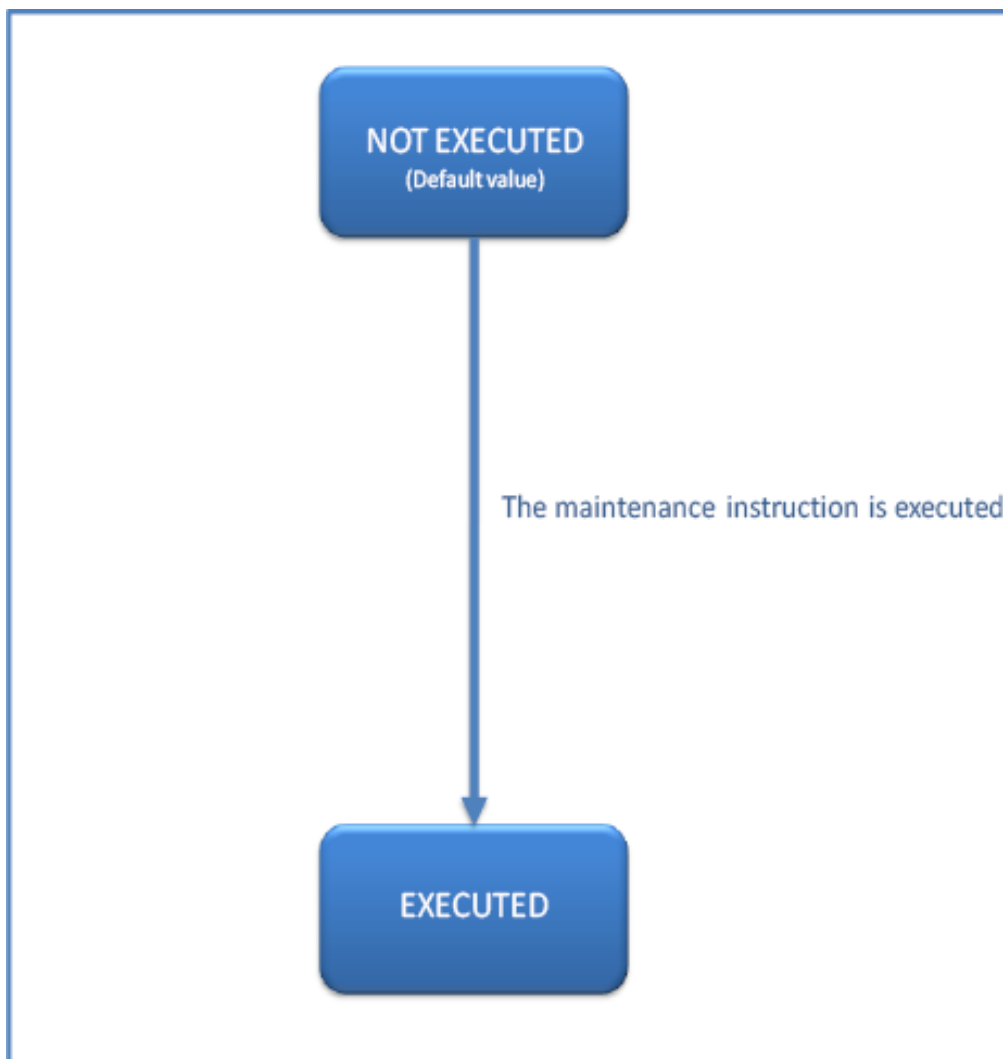 NOT EXECUTED
(Default value)
The maintenance instruction is executed
EXECUTED